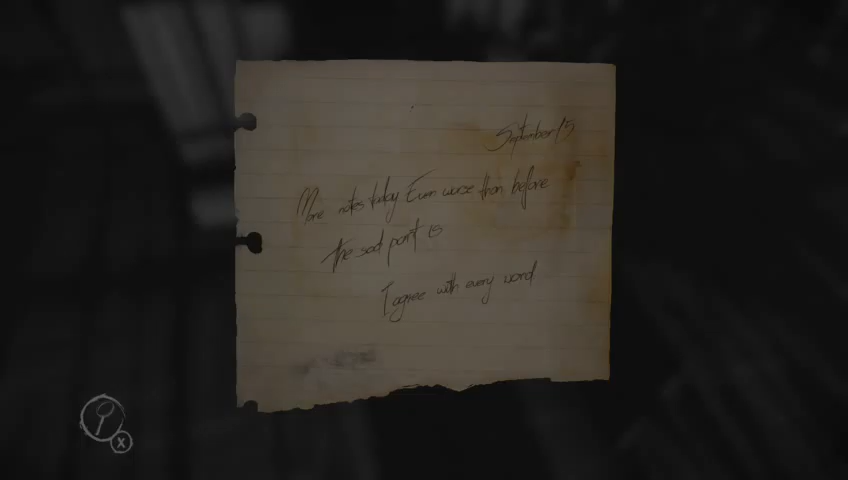 September 15
More notes today Even worse than before
the sad part is
I agree with every word
X